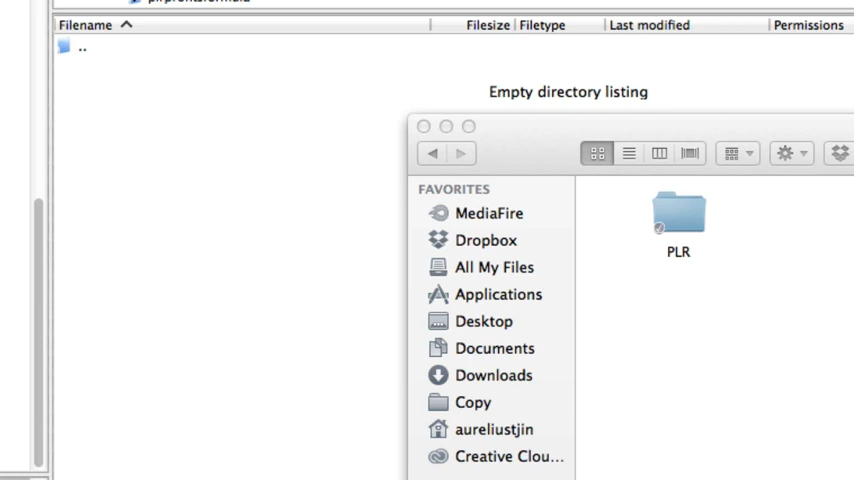 Filename Filesize Filetype Last modified Permissions
..
Empty directory listing
FAVORITES
MediaFire
Dropbox
All My Files
Applications
Desktop
Documents
Downloads
Copy
aureliustjin
Creative Clou...
PLR